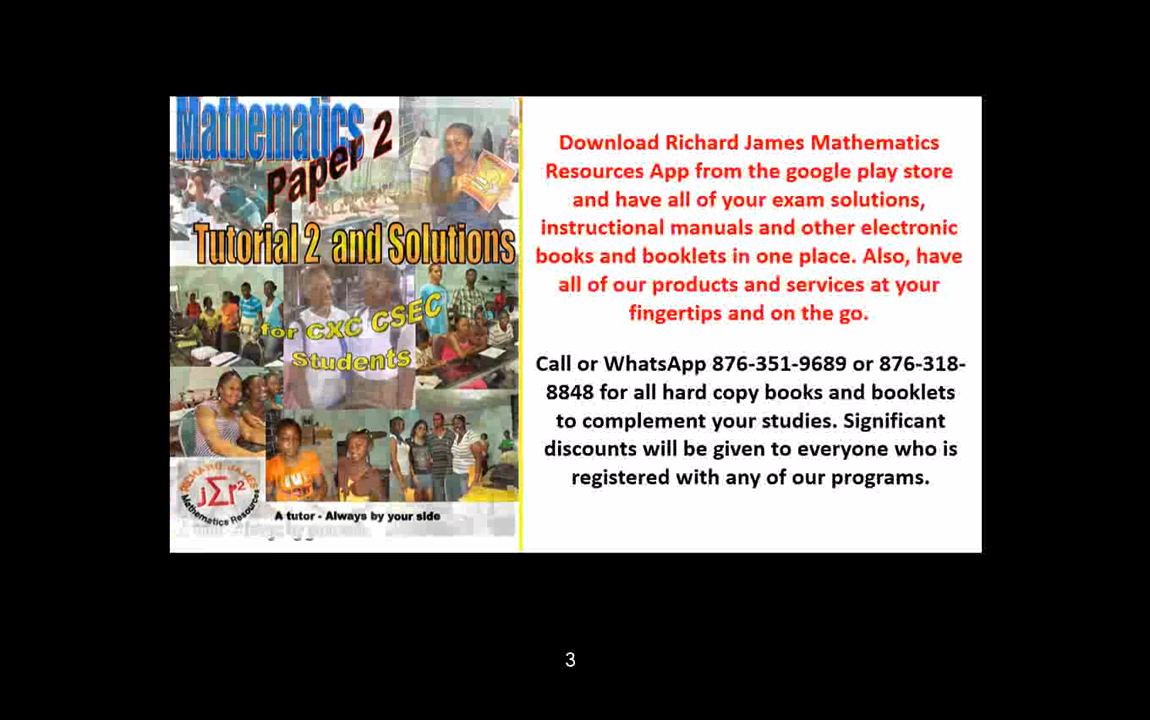 Mathematics
Paper 2
Tutorial 2 and Solutions
for CXC CSEC
Students
RICHARD JAMES
jΣr²
Mathematics Resources
A tutor - Always by your side
Download Richard James Mathematics
Resources App from the google play store
and have all of your exam solutions,
instructional manuals and other electronic
books and booklets in one place. Also, have
all of our products and services at your
fingertips and on the go.
Call or WhatsApp 876-351-9689 or 876-318-
8848 for all hard copy books and booklets
to complement your studies. Significant
discounts will be given to everyone who is
registered with any of our programs.
3